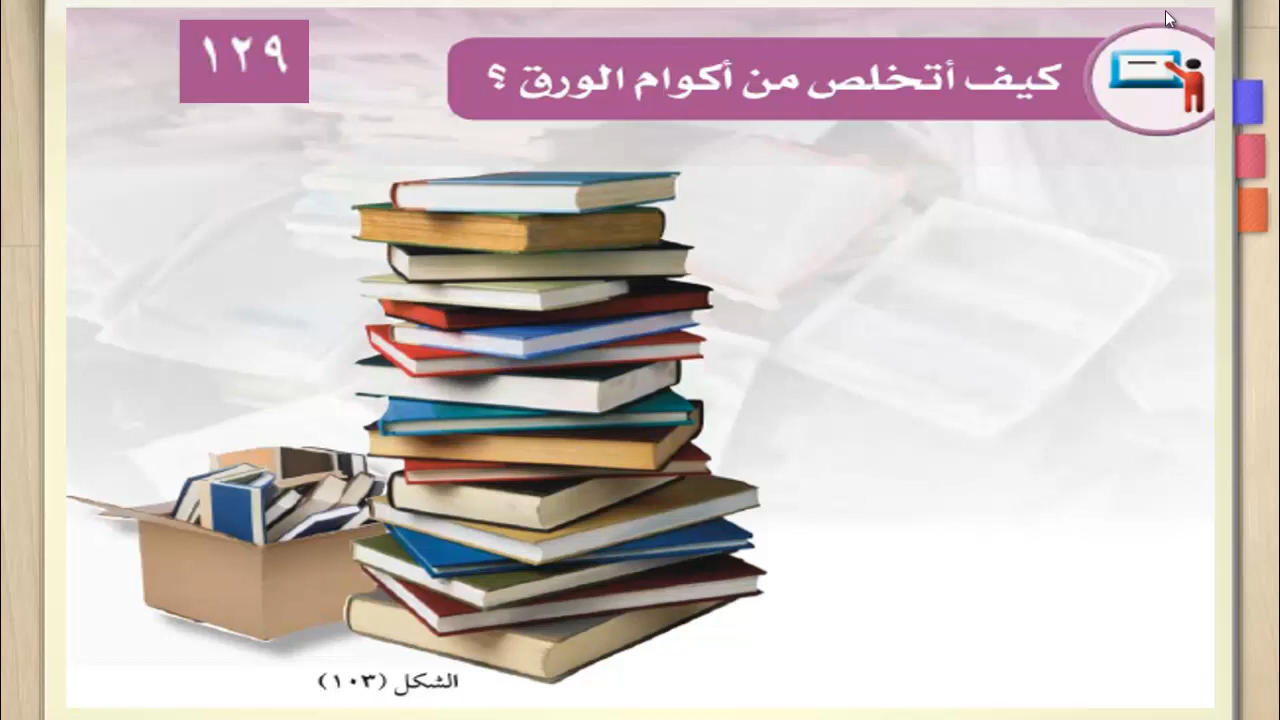 كيف أتخلص من أكوام الورق ؟
١٢٩
الشكل (١٠٣)